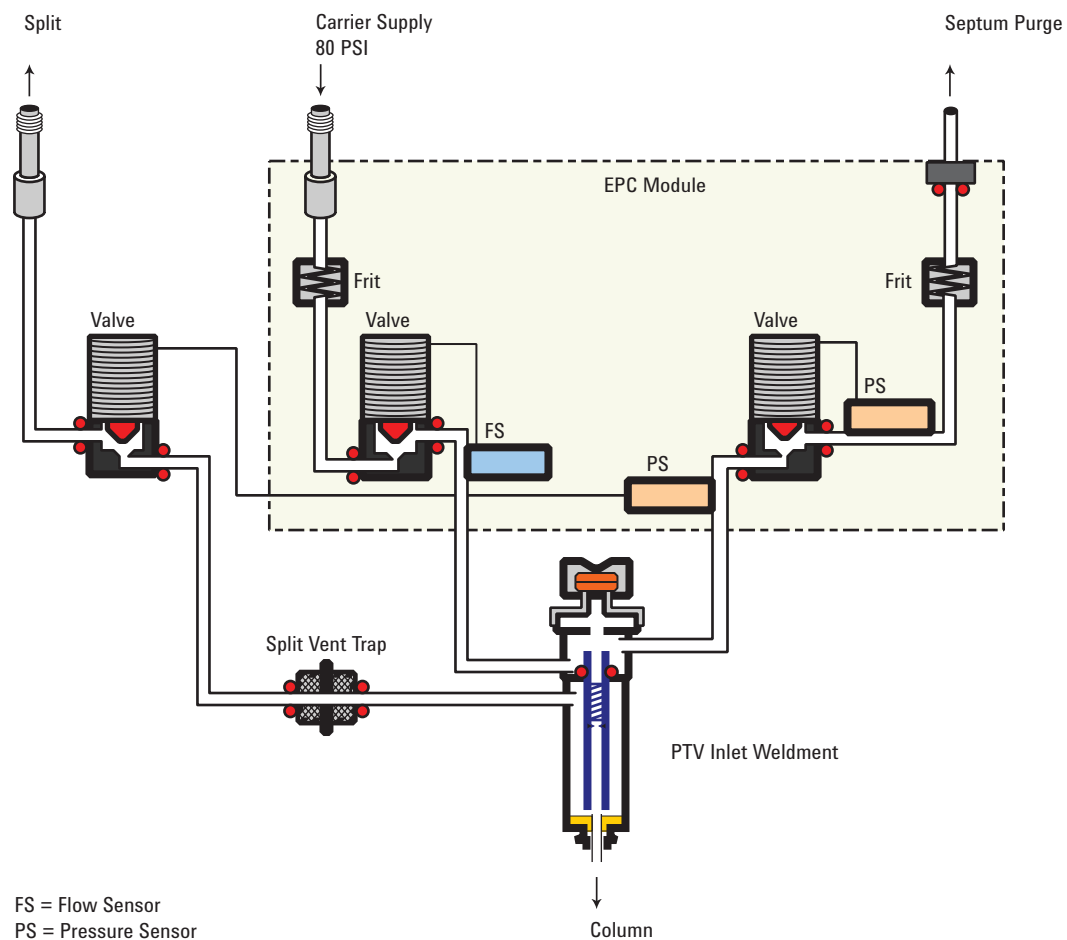 Split
Carrier Supply
80 PSI
Septum Purge
EPC Module
Frit
Frit
Valve
Valve
Valve
PS
FS
PS
Split Vent Trap
PTV Inlet Weldment
FS = Flow Sensor
PS = Pressure Sensor
Column